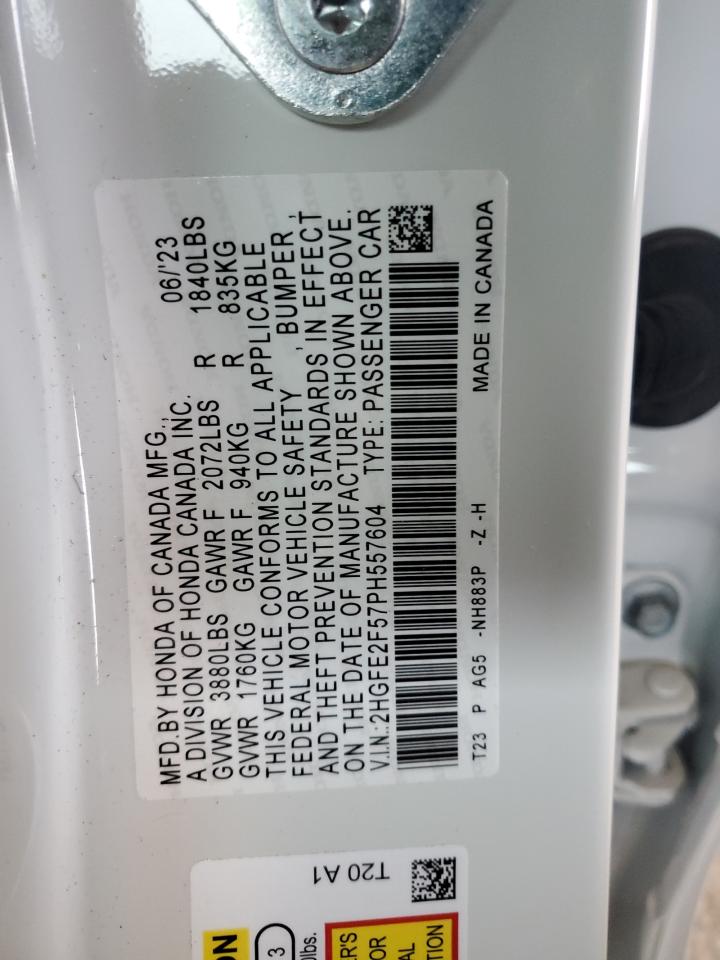 MFD.BY HONDA OF CANADA MFG., 06/'23
A DIVISION OF HONDA CANADA INC.
GVWR 3880LBS GAWR F 2072LBS R 1840LBS
GVWR 1760KG GAWR F 940KG R 835KG
THIS VEHICLE CONFORMS TO ALL APPLICABLE
FEDERAL MOTOR VEHICLE SAFETY , BUMPER ,
AND THEFT PREVENTION STANDARDS IN EFFECT
ON THE DATE OF MANUFACTURE SHOWN ABOVE.
V.I.N.:2HGFE2F57PH557604 TYPE: PASSENGER CAR
T23 P AG5 -NH883P -Z -H MADE IN CANADA
T20 A1
3
lbs.